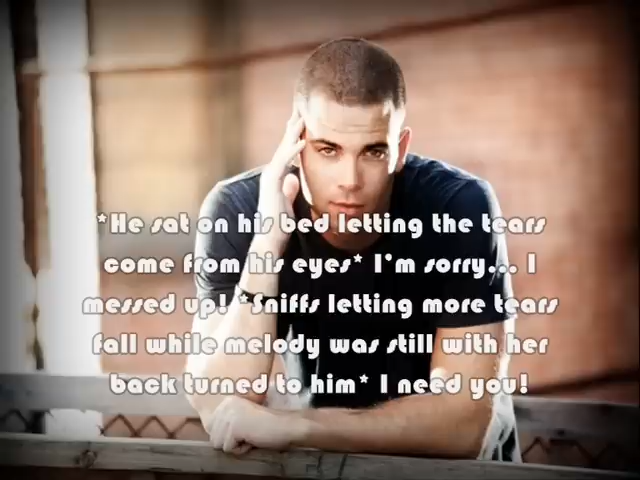 *He sat on his bed letting the tears
come from his eyes* I'm sorry... I
messed up! *Sniffs letting more tears
fall while melody was still with her
back turned to him* I need you!